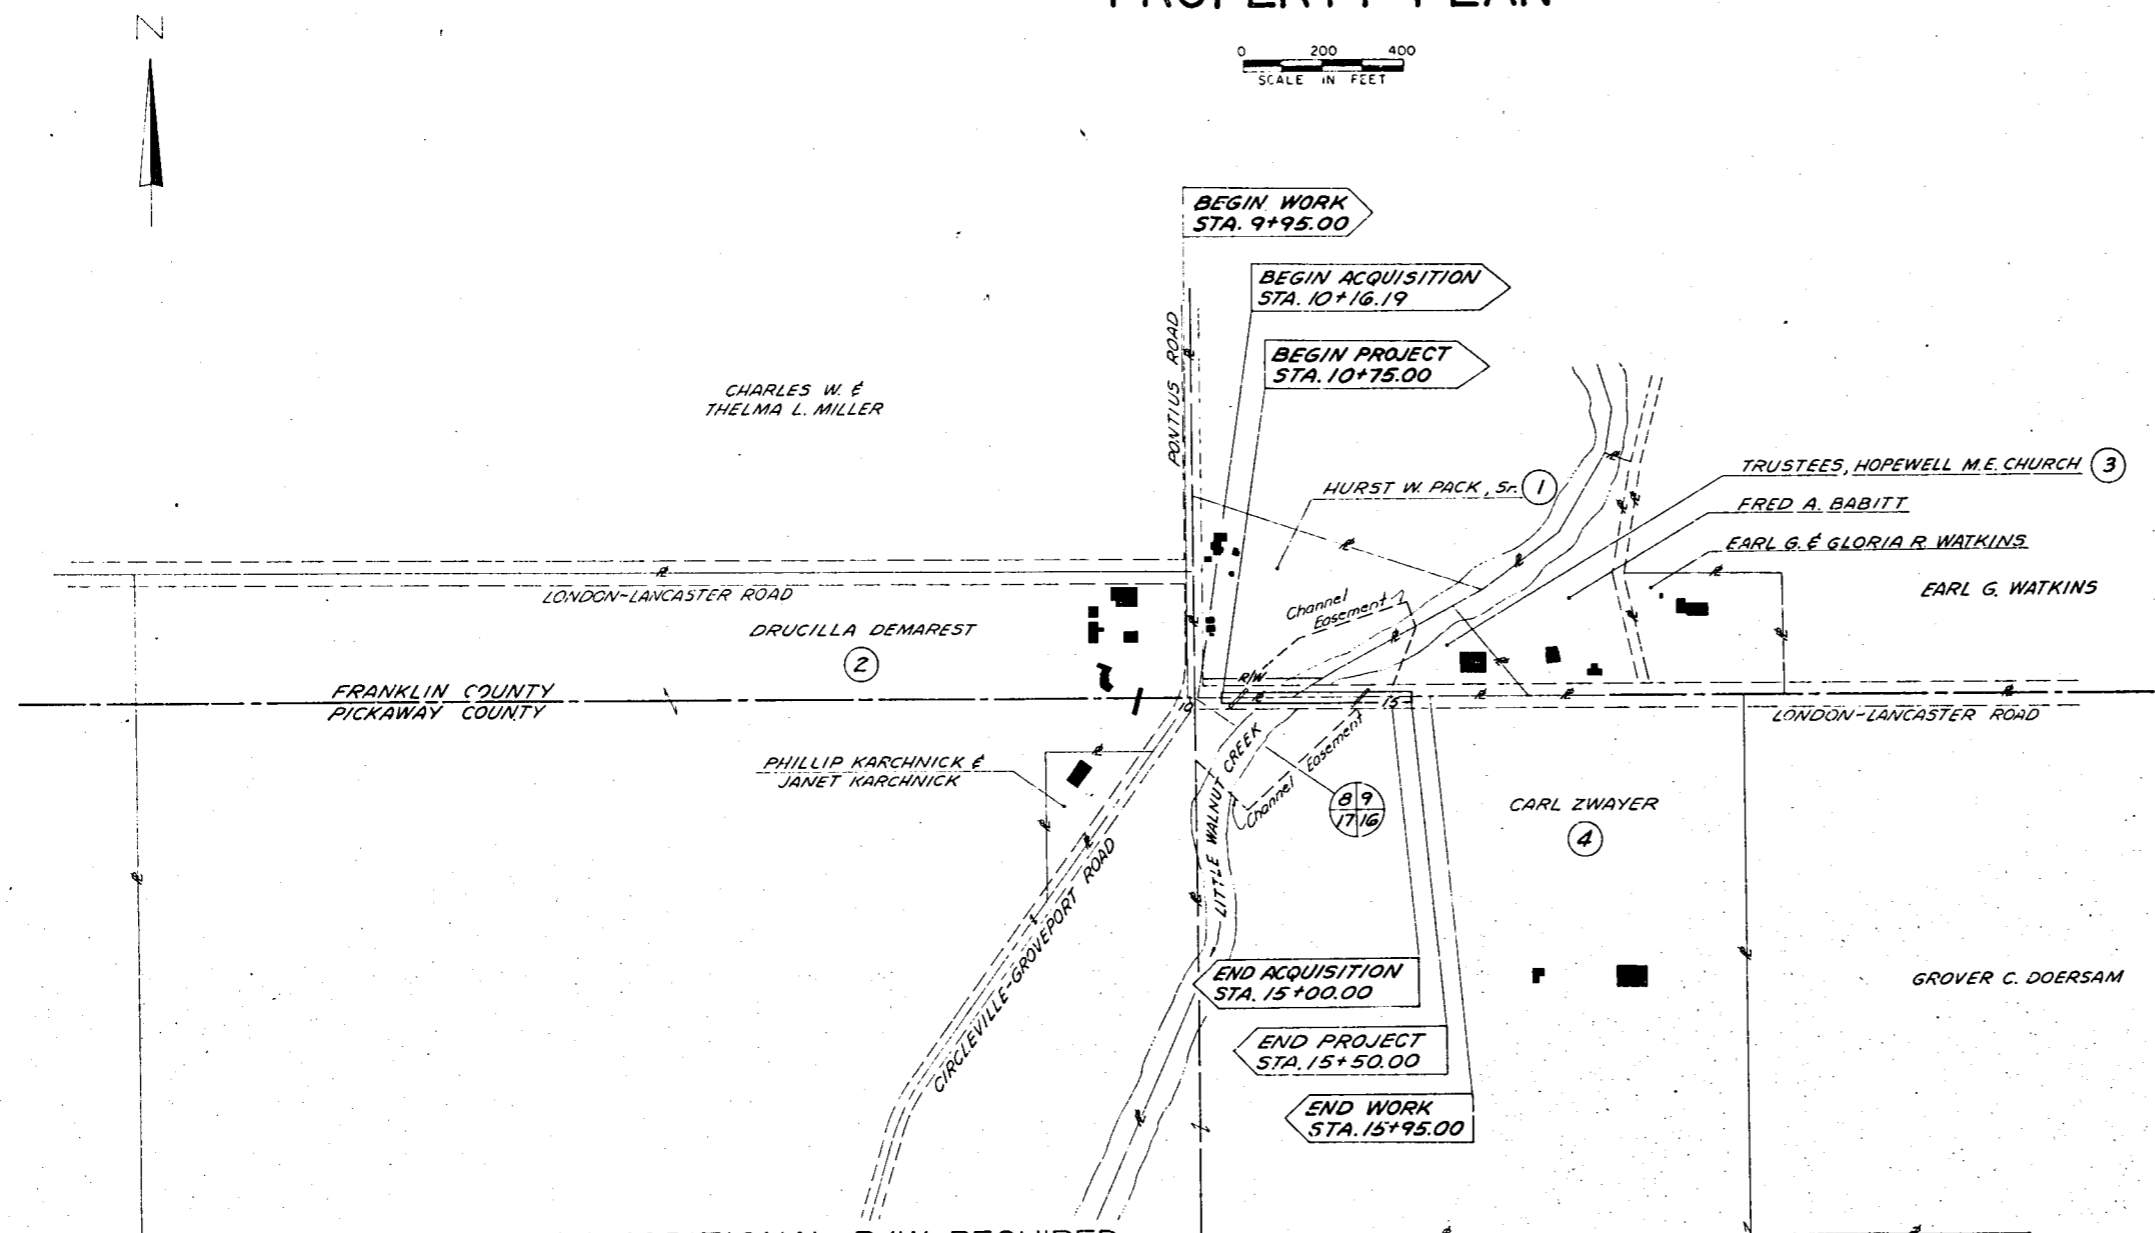 PROPERTY PLAN
N
0 200 400
SCALE IN FEET
BEGIN WORK
STA. 9+95.00
BEGIN ACQUISITION
STA. 10+16.19
BEGIN PROJECT
STA. 10+75.00
PONTIUS ROAD
CHARLES W. &
THELMA L. MILLER
HURST W. PACK, Sr. 1
TRUSTEES, HOPEWELL M.E. CHURCH 3
FRED A. BABITT
EARL G. & GLORIA R. WATKINS
EARL G. WATKINS
LONDON-LANCASTER ROAD
Channel
Easement
DRUCILLA DEMAREST
2
R/W
FRANKLIN COUNTY
PICKAWAY COUNTY
10
15
LONDON-LANCASTER ROAD
PHILLIP KARCHNICK &
JANET KARCHNICK
LITTLE WALNUT CREEK
Channel Easement
8 9
17 16
CARL ZWAYER
4
CIRCLEVILLE-GROVEPORT ROAD
END ACQUISITION
STA. 15+00.00
GROVER C. DOERSAM
END PROJECT
STA. 15+50.00
END WORK
STA. 15+95.00
R/W REQUIRED